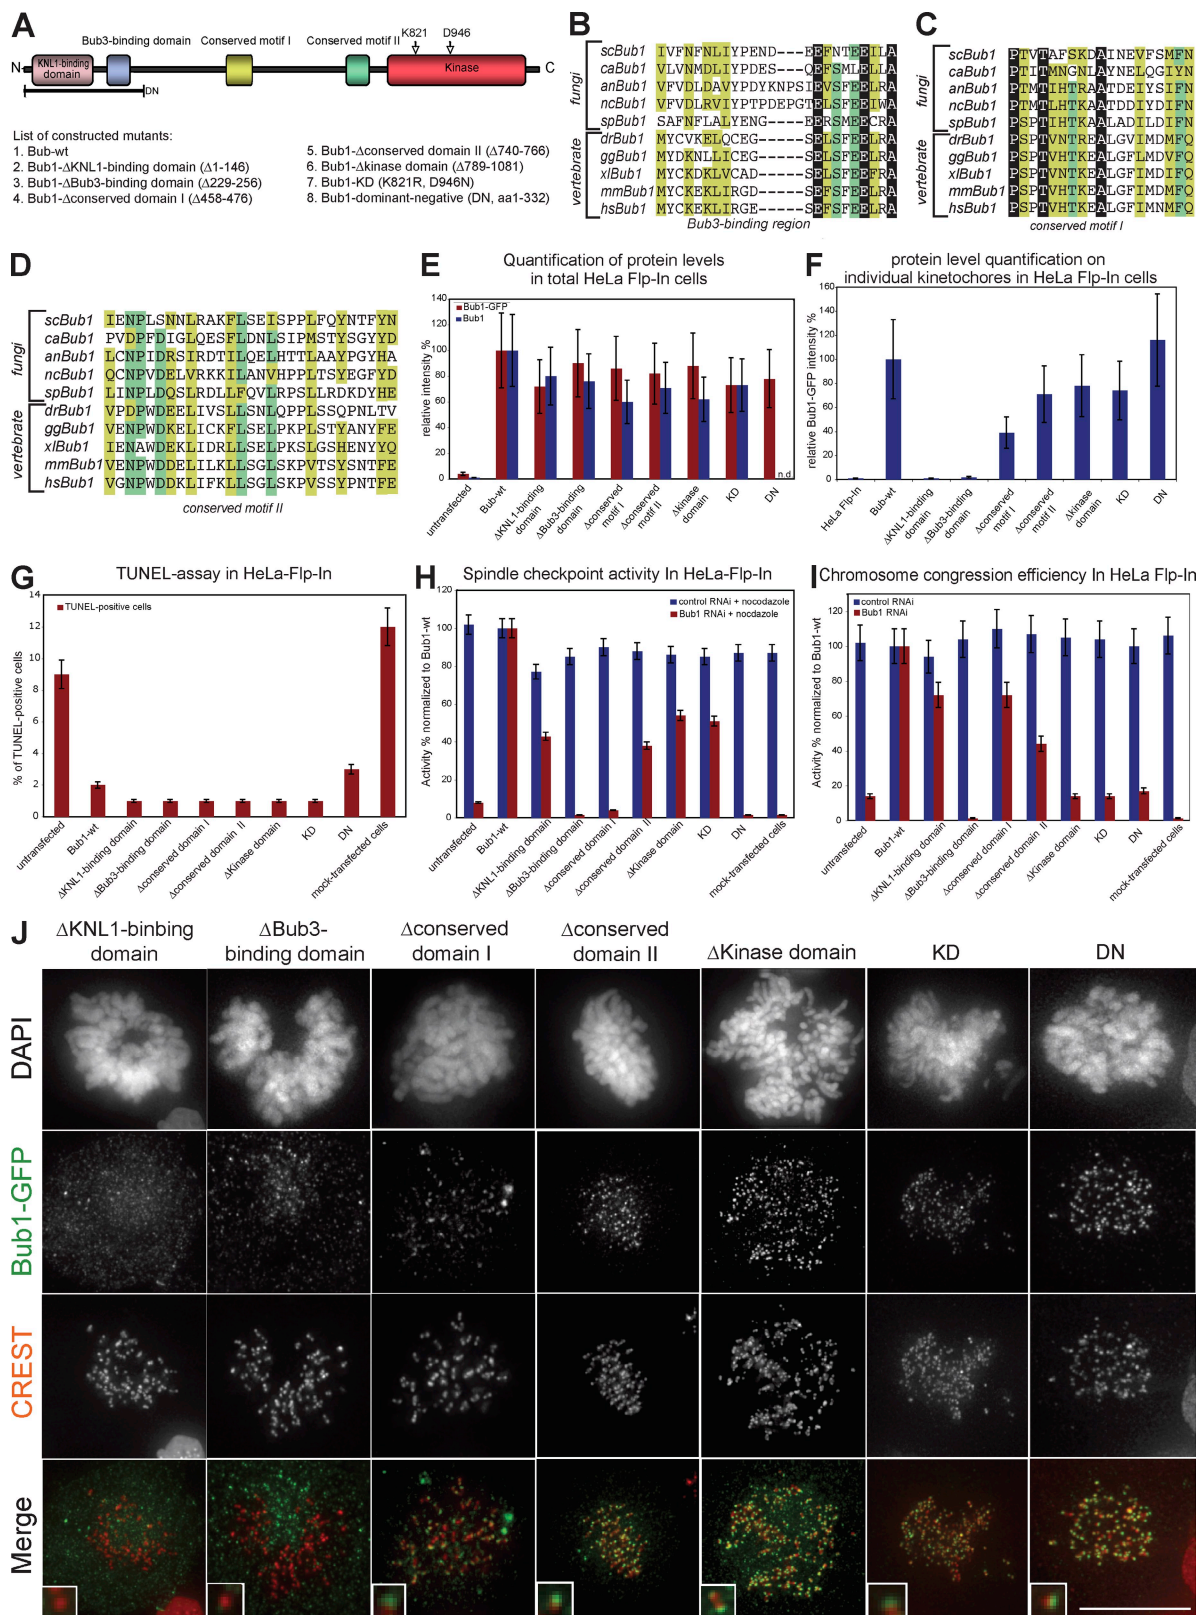 A
K821
D946
Bub3-binding domain
Conserved motif I
Conserved motif II
N
KNL1-binding
domain
Kinase
C
DN
List of constructed mutants:
1. Bub-wt
2. Bub1-ΔKNL1-binding domain (Δ1-146)
3. Bub1-ΔBub3-binding domain (Δ229-256)
4. Bub1-Δconserved domain I (Δ458-476)
5. Bub1-Δconserved domain II (Δ740-766)
6. Bub1-Δkinase domain (Δ789-1081)
7. Bub1-KD (K821R, D946N)
8. Bub1-dominant-negative (DN, aa1-332)
B
fungi
vertebrate
scBub1 IVFNFNLIYPEND---EEFNTEEILA
caBub1 VLVNMDLIYPDES---QEFSMLELLA
anBub1 VFVDLDAVYPDYKNPSIELSFEELRA
ncBub1 VFVDLRVIYPTPDEPGTELSFEEIWA
spBub1 SAFNFLALYENG----EERSMEECRA
drBub1 MYCVKELQCEG-----EEFSFEELRA
ggBub1 MYDKNLLICEG-----SEFSFEELRA
xlBub1 MYCKDKLVCAD-----SEFSFEELRA
mmBub1 MYCKEKLIRGD-----SEFSFEELRA
hsBub1 MYCKEKLIRGE-----SEFSFEELRA
Bub3-binding region
C
fungi
vertebrate
scBub1 PTVTAFSKDAINEVFSMFN
caBub1 PTITMNGNLAYNELQGIYN
anBub1 PTMTIHTRAATDEIYSIFN
ncBub1 PTMTLHTKAATDDIYDIFN
spBub1 PSPTIHTKAALADILDIFN
drBub1 PSPTVNTREALGVIMDMFQ
ggBub1 PSPTVHTKEALGFLMDVFQ
xlBub1 PSPTVHTKEALGFIMDIFQ
mmBub1 PSPTVHTKEALGFIMNMFQ
hsBub1 PSPTVHTKEALGFIMNMFQ
conserved motif I
D
fungi
vertebrate
scBub1 IENPLSNNLRAKFLSEISPPLFQYNTFYN
caBub1 PVDPFDIGLQESFLDNLSIPMSTYSGYYD
anBub1 LCNPIDRSIRDTILQELHTTLAAYPGYHA
ncBub1 QCNPVDELVRKKILANVHPPLTSYEGYYD
spBub1 LINPLDQSLRDLLFQVLRPSLLRDKDYHE
drBub1 VPDPWDEELIVSLLSNLQPPLSSQPNLTV
ggBub1 VENPWDKELICKFLSELPKPLSTYANYFE
xlBub1 IENAWDEKLIDRLLSELPKSLGSYHENYYQ
mmBub1 VENPWDDELILKLLSGLSKPVTSYSNTFE
hsBub1 VGNPWDDKLIFKLLSGLSKPVSSYPNTFE
conserved motif II
E
Quantification of protein levels
in total HeLa Flp-In cells
relative intensity %
140
120
100
80
60
40
20
0
Bub1-GFP
Bub1
n.d.
untransfected
Bub-wt
ΔKNL1-binding domain
ΔBub3-binding domain
Δconserved motif I
Δconserved motif II
ΔKinase domain
KD
DN
F
protein level quantification on
individual kinetochores in HeLa Flp-In cells
relative Bub1-GFP intensity %
160
140
120
100
80
60
40
20
0
HeLa Flp-In
Bub-wt
ΔKNL1-binding domain
ΔBub3-binding domain
Δconserved motif I
Δconserved motif II
ΔKinase domain
KD
DN
G
TUNEL-assay in HeLa-Flp-In
% of TUNEL-positive cells
14
12
10
8
6
4
2
0
TUNEL-positive cells
untransfected
Bub1-wt
ΔKNL1-binding domain
ΔBub3-binding domain
Δconserved domain I
Δconserved domain II
ΔKinase domain
KD
DN
mock-transfected cells
H
Spindle checkpoint activity In HeLa-Flp-In
Activity % normalized to Bub1-wt
120
100
80
60
40
20
0
control RNAi + nocodazole
Bub1 RNAi + nocdazole
untransfected
Bub1-wt
ΔKNL1-binding domain
ΔBub3-binding domain
Δconserved domain I
Δconserved domain II
ΔKinase domain
KD
DN
mock-transfected cells
I
Chromosome congression efficiency In HeLa Flp-In
Activity % normalized to Bub1-wt
120
100
80
60
40
20
0
control RNAi
Bub1 RNAi
untransfected
Bub1-wt
ΔKNL1-binding domain
ΔBub3-binding domain
Δconserved domain I
Δconserved domain II
ΔKinase domain
KD
DN
mock-transfected cells
J
ΔKNL1-binbing
domain
ΔBub3-
binding domain
Δconserved
domain I
Δconserved
domain II
ΔKinase domain
KD
DN
DAPI
Bub1-GFP
CREST
Merge